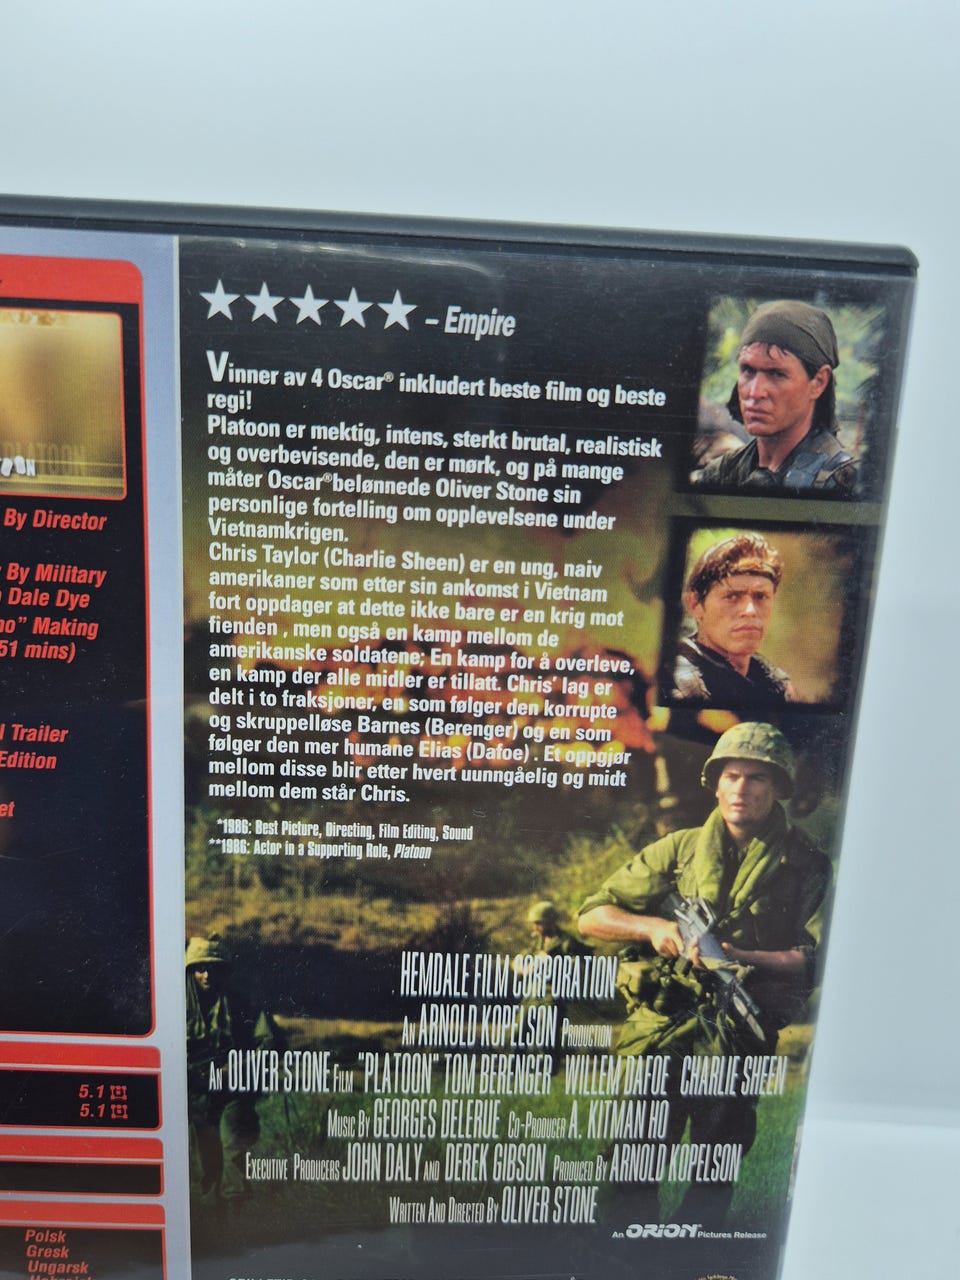 ★★★★★ – Empire
Vinner av 4 Oscar® inkludert beste film og beste
regi!
Platoon er mektig, intens, sterkt brutal, realistisk
og overbevisende, den er mørk, og på mange
måter Oscar®belønnede Oliver Stone sin
personlige fortelling om opplevelsene under
Vietnamkrigen.
Chris Taylor (Charlie Sheen) er en ung, naiv
amerikaner som etter sin ankomst i Vietnam
fort oppdager at dette ikke bare er en krig mot
fienden , men også en kamp mellom de
amerikanske soldatene; En kamp for å overleve,
en kamp der alle midler er tillatt. Chris' lag er
delt i to fraksjoner, en som følger den korrupte
og skruppelløse Barnes (Berenger) og en som
følger den mer humane Elias (Dafoe) . Et oppgjør
mellom disse blir etter hvert uunngåelig og midt
mellom dem står Chris.
*1986: Best Picture, Directing, Film Editing, Sound
**1986: Actor in a Supporting Role, Platoon
HEMDALE FILM CORPORATION
An ARNOLD KOPELSON Production
An OLIVER STONE Film "PLATOON" TOM BERENGER WILLEM DAFOE CHARLIE SHEEN
Music By GEORGES DELERUE Co-Producer A. KITMAN HO
Executive Producers JOHN DALY and DEREK GIBSON Produced By ARNOLD KOPELSON
Written And Directed By OLIVER STONE
An ORION Pictures Release
PLATOON
By Director
By Military
Dale Dye
Making
51 mins)
Trailer
Edition
5.1
5.1
Polsk
Gresk
Ungarsk